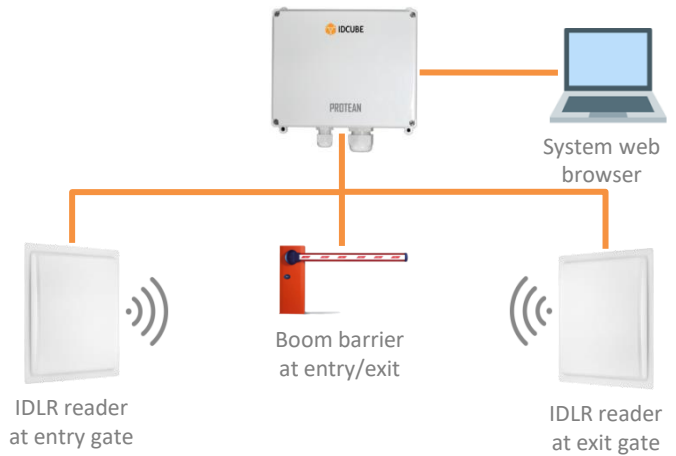 IDCUBE
PROTEAN
System web
browser
Boom barrier
at entry/exit
IDLR reader
at entry gate
IDLR reader
at exit gate